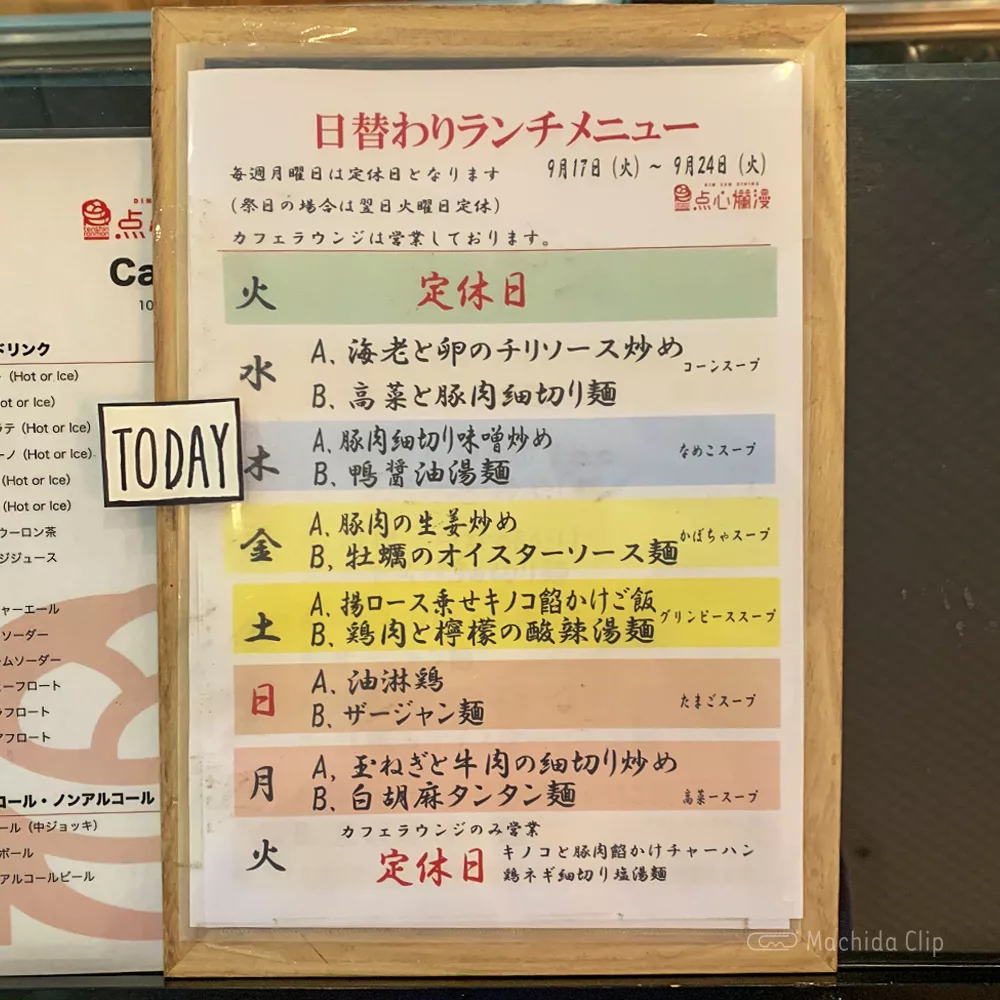 日替わりランチメニュー
毎週月曜日は定休日となります
9月17日（火）～ 9月24日（火）
（祭日の場合は翌日火曜日定休）
点心爛漫
カフェラウンジは営業しております。
火 定休日
水 A、海老と卵のチリソース炒め
B、高菜と豚肉細切り麺
コーンスープ
TODAY
木 A、豚肉細切り味噌炒め
B、鴨醤油湯麺
なめこスープ
金 A、豚肉の生姜炒め
B、牡蠣のオイスターソース麺
かぼちゃスープ
土 A、揚ロース乗せキノコ餡かけご飯
B、鶏肉と檸檬の酸辣湯麺
グリンピーススープ
日 A、油淋鶏
B、ザージャン麺
たまごスープ
月 A、玉ねぎと牛肉の細切り炒め
B、白胡麻タンタン麺
高菜ースープ
カフェラウンジのみ営業
火 定休日
キノコと豚肉餡かけチャーハン
鶏ネギ細切り塩湯麺
点
Ca
10
ドリンク
(Hot or Ice)
ot or Ice)
ラテ (Hot or Ice)
ーノ (Hot or Ice)
(Hot or Ice)
(Hot or Ice)
ウーロン茶
ジジュース
ャーエール
ソーダー
ムソーダー
ーフロート
ラフロート
アフロート
コール・ノンアルコール
ール（中ジョッキ）
ボール
アルコールビール
Machida Clip